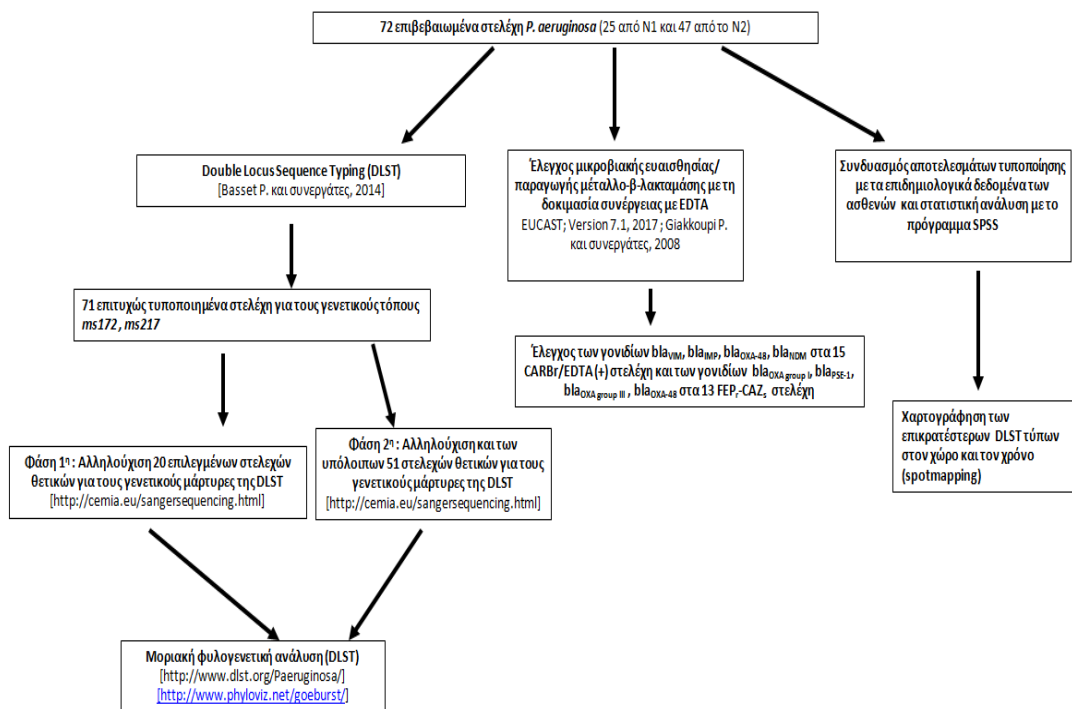 72 επιβεβαιωμένα στελέχη P. aeruginosa (25 από Ν1 και 47 από το Ν2)
Double Locus Sequence Typing (DLST)
[Basset P. και συνεργάτες, 2014]
Έλεγχος μικροβιακής ευαισθησίας/
παραγωγής μέταλλο-β-λακταμάσης με τη
δοκιμασία συνέργειας με EDTA
EUCAST; Version 7.1, 2017 ; Giakkoupi P.
και συνεργάτες, 2008
Συνδυασμός αποτελεσμάτων τυποποίησης
με τα επιδημιολογικά δεδομένα των
ασθενών και στατιστική ανάλυση με το
πρόγραμμα SPSS
71 επιτυχώς τυποποιημένα στελέχη για τους γενετικούς τόπους
ms172 , ms217
Έλεγχος των γονιδίων blaVIM, blaIMP, blaOXA-48, blaNDM στα 15
CARBr/EDTA (+) στελέχη και των γονιδίων blaOXA group I, blaPSE-1,
blaOXA group III , blaOXA-48 στα 13 FEPr-CAZs στελέχη
Χαρτογράφηση των
επικρατέστερων DLST τύπων
στον χώρο και τον χρόνο
(spotmapping)
Φάση 1η : Αλληλούχιση 20 επιλεγμένων στελεχών
θετικών για τους γενετικούς μάρτυρες της DLST
[http://cemia.eu/sangersequencing.html]
Φάση 2η : Αλληλούχιση και των
υπόλοιπων 51 στελεχών θετικών για τους
γενετικούς μάρτυρες της DLST
[http://cemia.eu/sangersequencing.html]
Μοριακή φυλογενετική ανάλυση (DLST)
[http://www.dlst.org/Paeruginosa/]
[http://www.phyloviz.net/goeburst/]